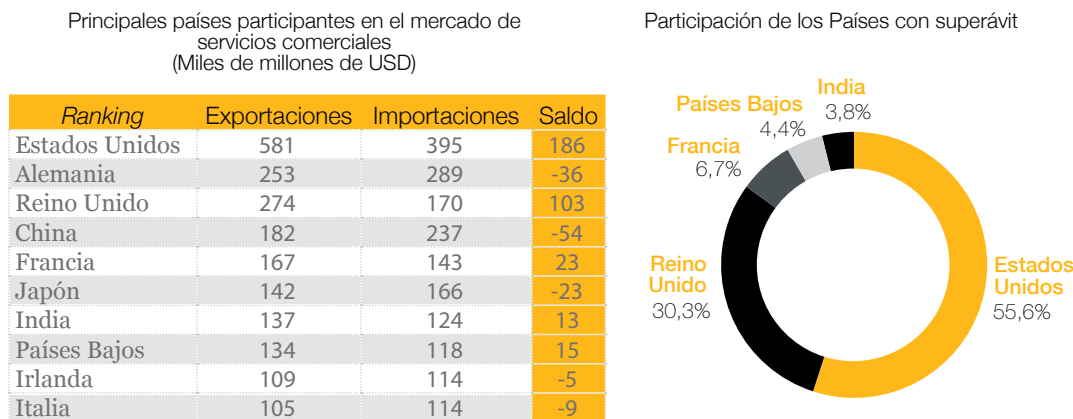 Principales países participantes en el mercado de
servicios comerciales
(Miles de millones de USD)
Ranking Exportaciones Importaciones Saldo
Estados Unidos 581 395 186
Alemania 253 289 -36
Reino Unido 274 170 103
China 182 237 -54
Francia 167 143 23
Japón 142 166 -23
India 137 124 13
Países Bajos 134 118 15
Irlanda 109 114 -5
Italia 105 114 -9
Participación de los Países con superávit
India
3,8%
Países Bajos
4,4%
Francia
6,7%
Reino
Unido
30,3%
Estados
Unidos
55,6%